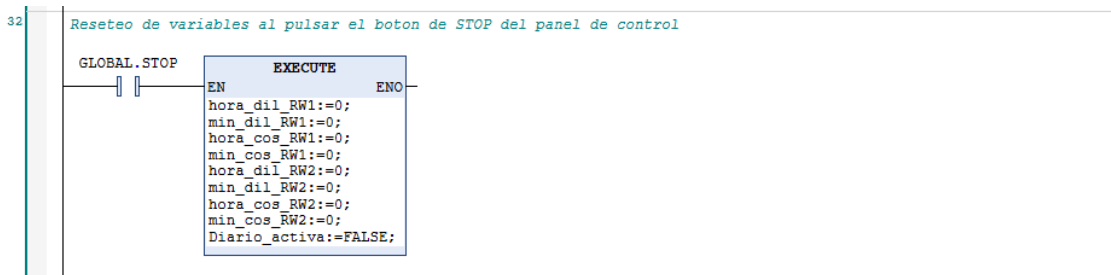 32
Reseteo de variables al pulsar el boton de STOP del panel de control
GLOBAL.STOP
EXECUTE
EN ENO
hora_dil_RW1:=0;
min_dil_RW1:=0;
hora_cos_RW1:=0;
min_cos_RW1:=0;
hora_dil_RW2:=0;
min_dil_RW2:=0;
hora_cos_RW2:=0;
min_cos_RW2:=0;
Diario_activa:=FALSE;